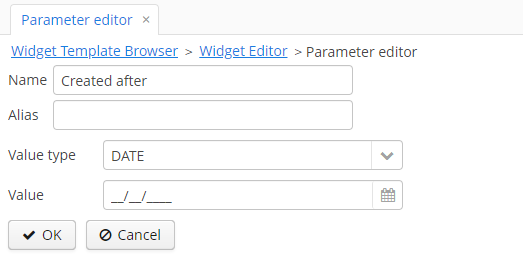 Parameter editor ×
Widget Template Browser > Widget Editor > Parameter editor
Name Created after
Alias
Value type DATE
Value __/__/____
OK Cancel